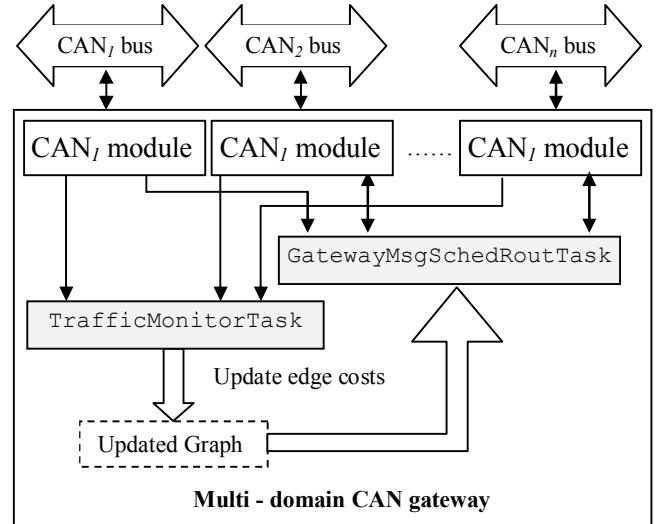 CAN1 bus CAN2 bus CANn bus
CAN1 module CAN1 module ...... CAN1 module
GatewayMsgSchedRoutTask
TrafficMonitorTask
Update edge costs
Updated Graph
Multi - domain CAN gateway